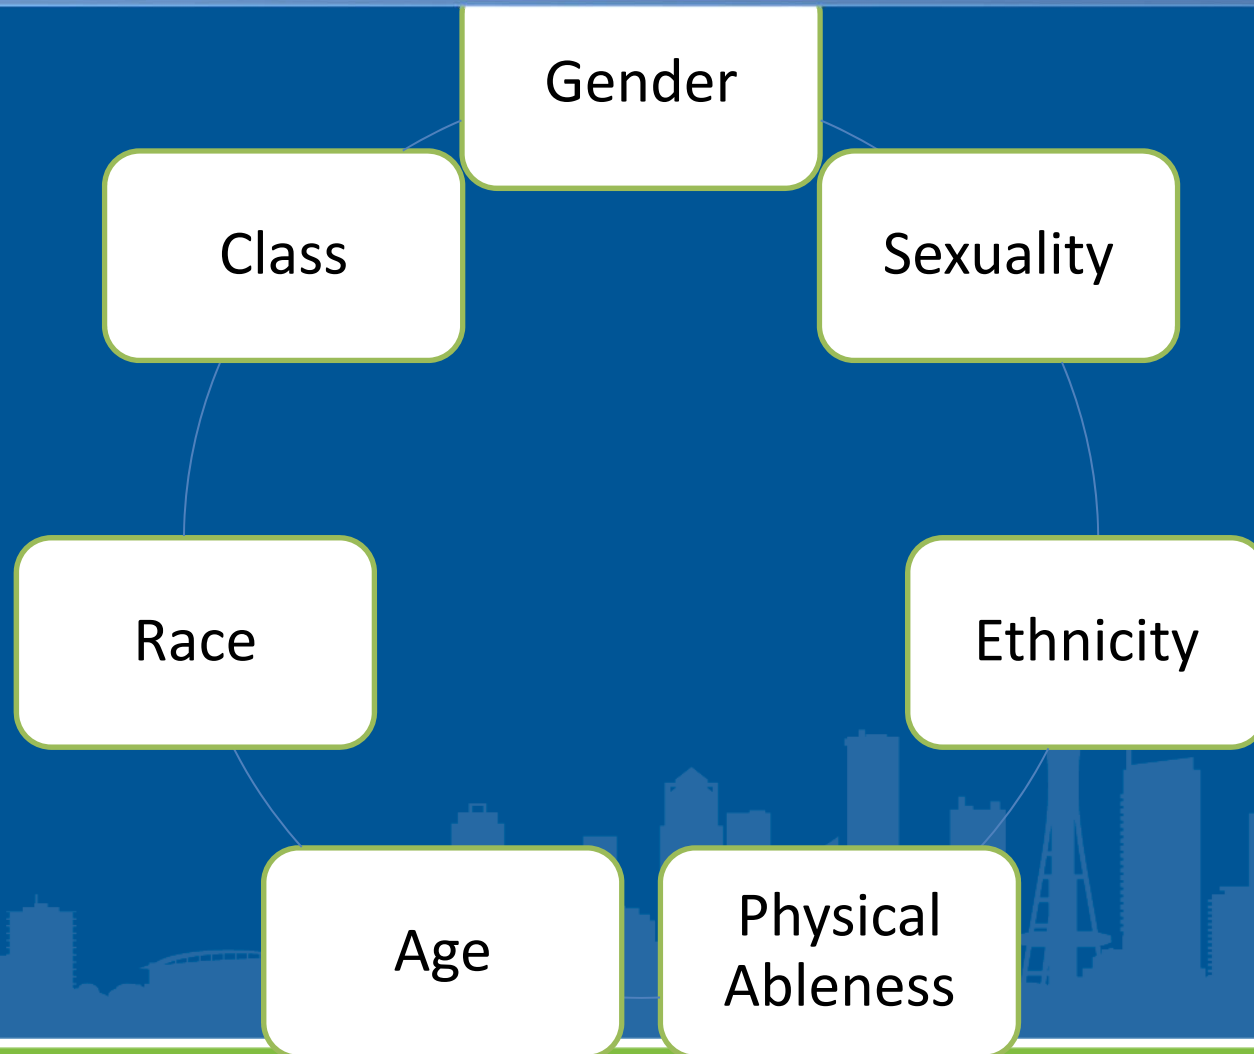 Gender
Class
Sexuality
Race
Ethnicity
Age
Physical
Ableness